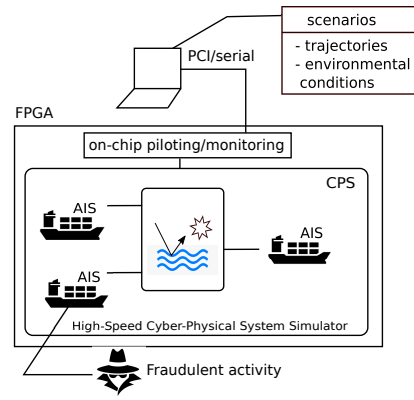 scenarios
- trajectories
- environmental
conditions
PCI/serial
FPGA
on-chip piloting/monitoring
CPS
AIS
AIS
AIS
High-Speed Cyber-Physical System Simulator
Fraudulent activity